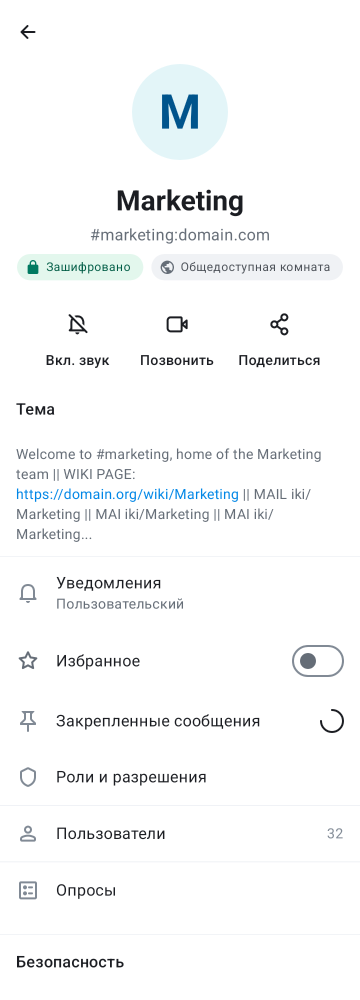 M
Marketing
#marketing:domain.com
Зашифровано
Общедоступная комната
Вкл. звук
Позвонить
Поделиться
Тема
Welcome to #marketing, home of the Marketing
team || WIKI PAGE:
https://domain.org/wiki/Marketing || MAIL iki/
Marketing || MAI iki/Marketing || MAI iki/
Marketing...
Уведомления
Пользовательский
Избранное
Закрепленные сообщения
Роли и разрешения
Пользователи
32
Опросы
Безопасность